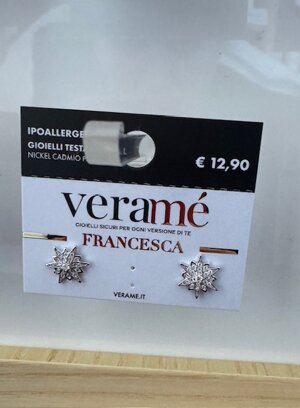 IPOALLERGE
GIOIELLI TEST
NICKEL CADMIO
€ 12,90
veramé
GIOIELLI SICURI PER OGNI VERSIONE DI TE
FRANCESCA
VERAME.IT